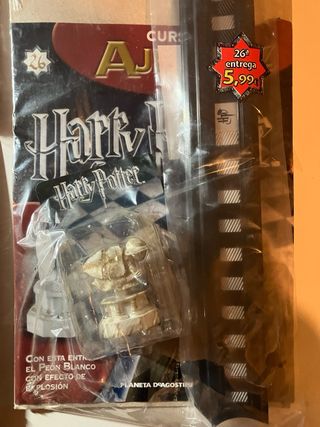 CURS
26
AJ
26ª
entrega
5,99
Harry
Harry Potter
CON ESTA ENTR
EL PEÓN BLANCO
CON EFECTO DE
EXPLOSIÓN
PLANETA DEAGOSTINI